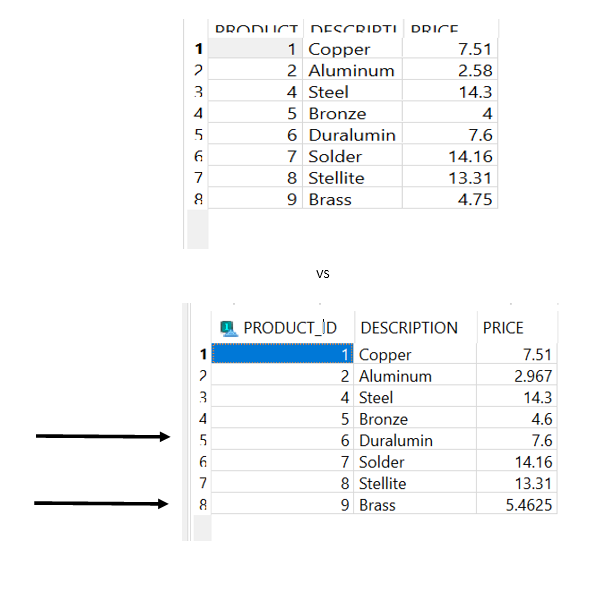 PRODUCT DESCRIPTI PRICE
1 1 Copper 7.51
2 2 Aluminum 2.58
3 4 Steel 14.3
4 5 Bronze 4
5 6 Duralumin 7.6
6 7 Solder 14.16
7 8 Stellite 13.31
8 9 Brass 4.75
vs
1 PRODUCT_ID DESCRIPTION PRICE
1 1 Copper 7.51
2 2 Aluminum 2.967
3 4 Steel 14.3
4 5 Bronze 4.6
5 6 Duralumin 7.6
6 7 Solder 14.16
7 8 Stellite 13.31
8 9 Brass 5.4625